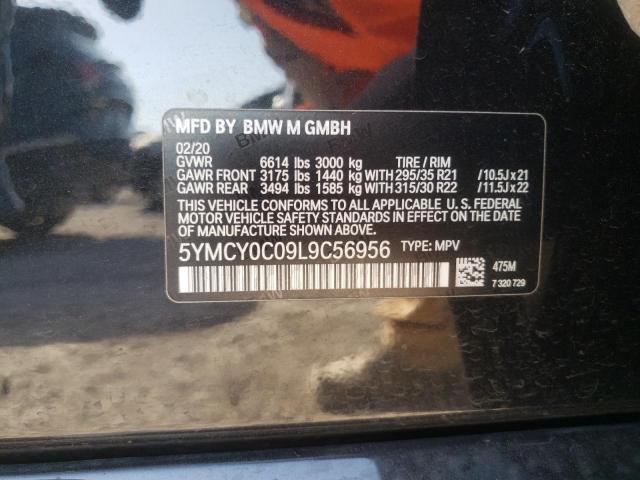 MFD BY BMW M GMBH
02/20
GVWR 6614 lbs 3000 kg TIRE / RIM
GAWR FRONT 3175 lbs 1440 kg WITH 295/35 R21 /10.5J x 21
GAWR REAR 3494 lbs 1585 kg WITH 315/30 R22 /11.5J x 22
THIS VEHICLE CONFORMS TO ALL APPLICABLE U. S. FEDERAL
MOTOR VEHICLE SAFETY STANDARDS IN EFFECT ON THE
DATE OF MANUFACTURE SHOWN ABOVE.
5YMCY0C09L9C56956 TYPE: MPV
475M
7 320 729